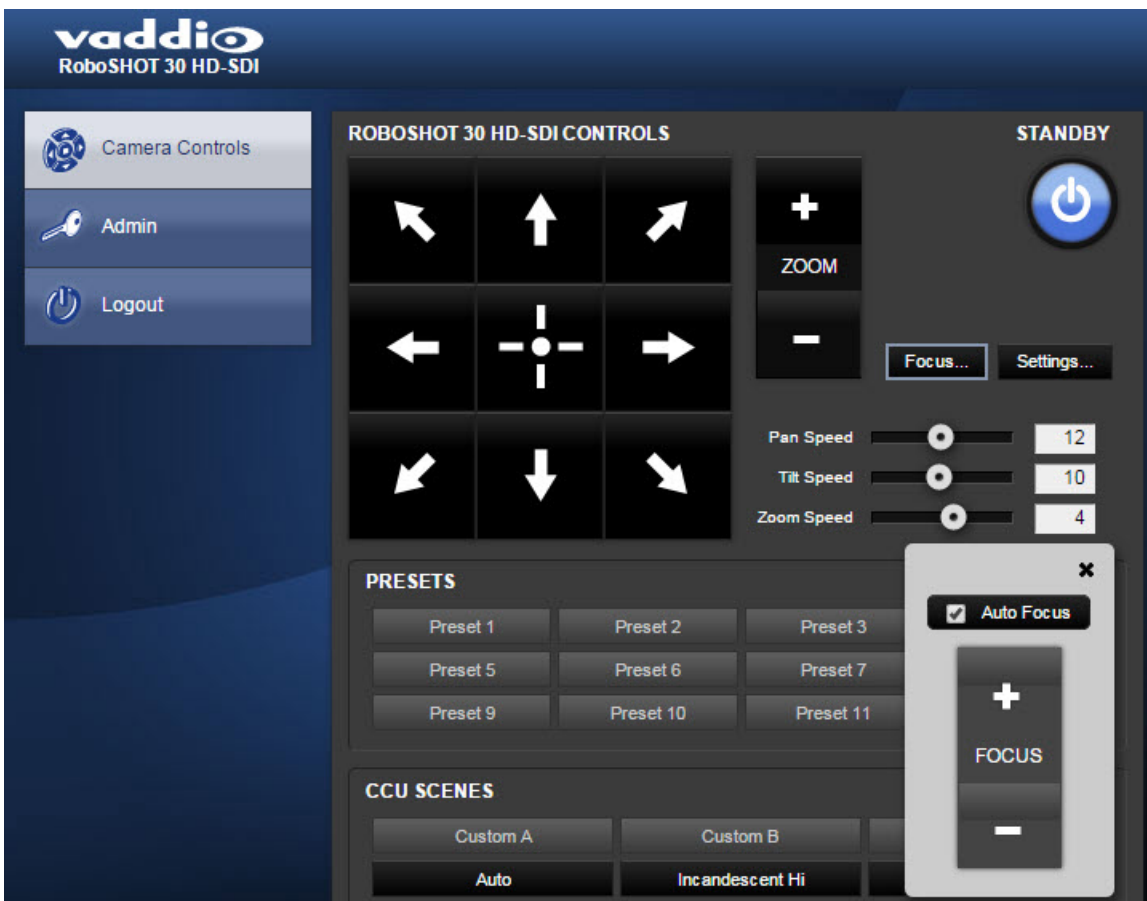 vaddio
RoboSHOT 30 HD-SDI
Camera Controls
Admin
Logout
ROBOSHOT 30 HD-SDI CONTROLS
STANDBY
ZOOM
Focus...
Settings...
Pan Speed 12
Tilt Speed 10
Zoom Speed 4
PRESETS
Preset 1 Preset 2 Preset 3
Preset 5 Preset 6 Preset 7
Preset 9 Preset 10 Preset 11
Auto Focus
FOCUS
CCU SCENES
Custom A Custom B
Auto Incandescent Hi